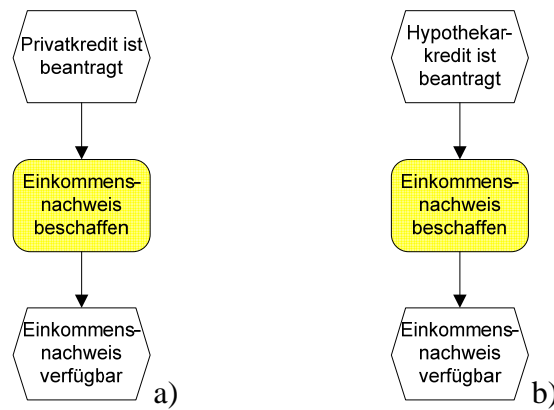 Privatkredit ist
beantragt
Einkommens-
nachweis
beschaffen
Einkommens-
nachweis
verfügbar
a)
Hypothekar-
kredit ist
beantragt
Einkommens-
nachweis
beschaffen
Einkommens-
nachweis
verfügbar
b)